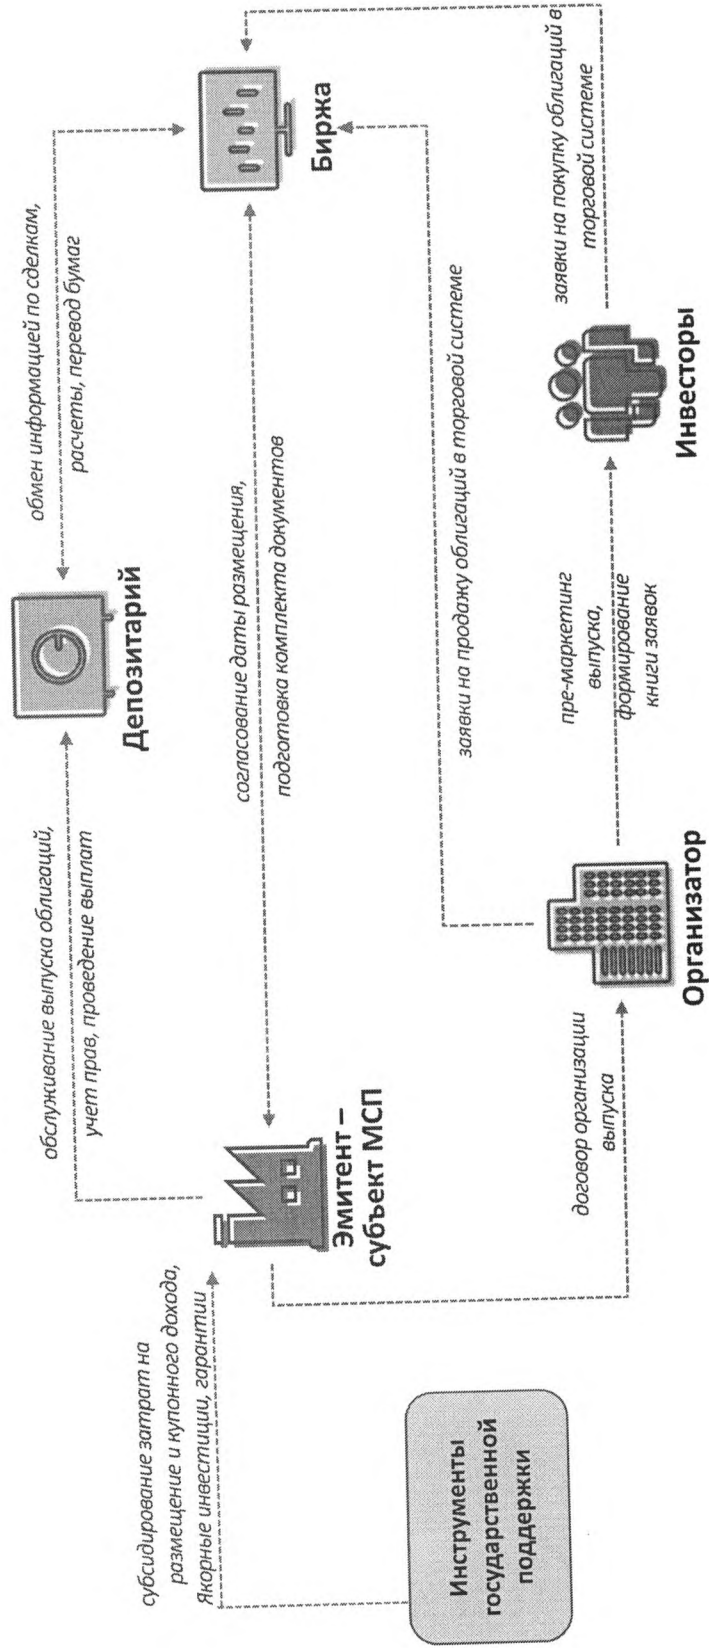 субсидирование затрат на
размещение и купонного дохода,
Якорные инвестиции, гарантии
Инструменты
государственной
поддержки
обслуживание выпуска облигаций,
учет прав, проведение выплат
Эмитент –
субъект МСП
договор организации
выпуска
Депозитарий
согласование даты размещения,
подготовка комплекта документов
Организатор
обмен информацией по сделкам,
расчеты, перевод бумаг
заявки на продажу облигаций в торговой системе
пре-маркетинг
выпуска,
формирование
книги заявок
Биржа
Инвесторы
заявки на покупку облигаций в
торговой системе